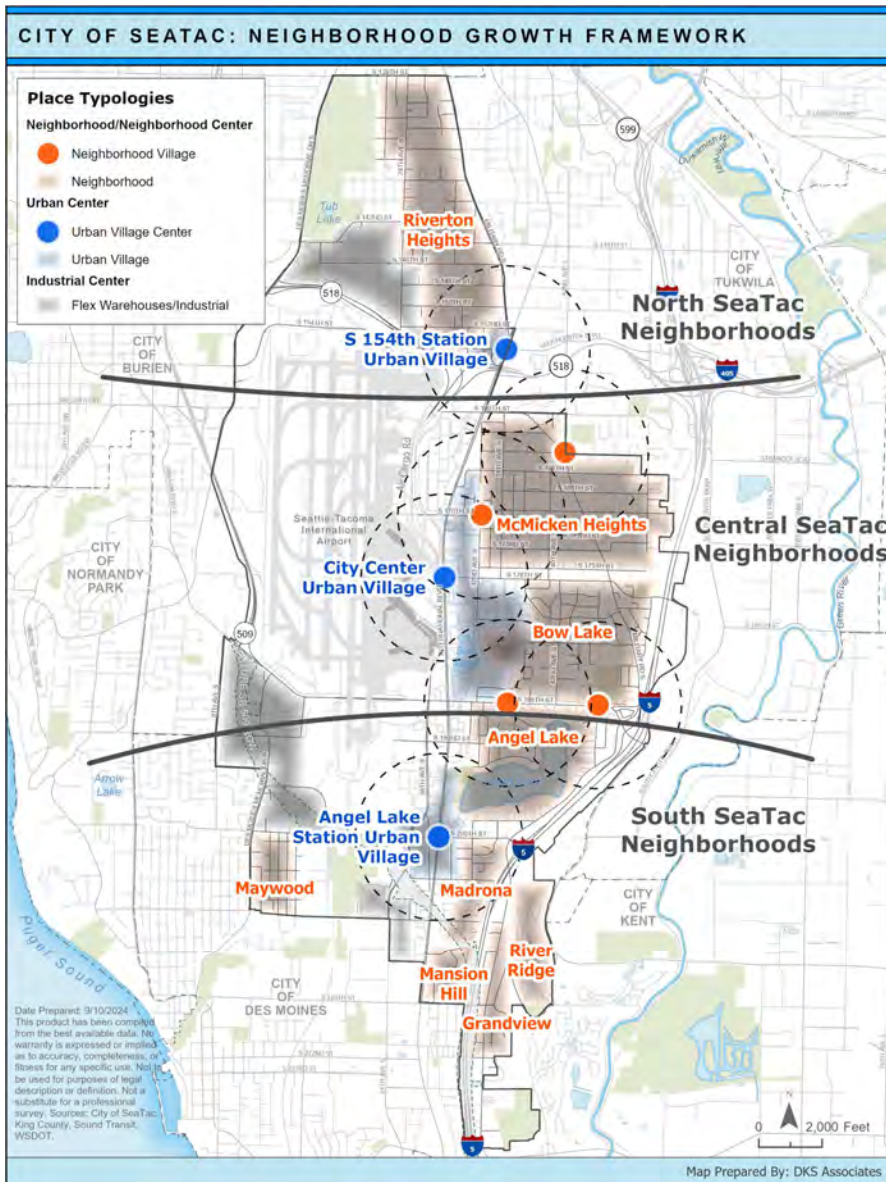 CITY OF SEATAC: NEIGHBORHOOD GROWTH FRAMEWORK
Place Typologies
Neighborhood/Neighborhood Center
Neighborhood Village
Neighborhood
Urban Center
Urban Village Center
Urban Village
Industrial Center
Flex Warehouses/Industrial
599
Tub
Lake
Riverton
Heights
CITY
OF
TUKWILA
518
North SeaTac
Neighborhoods
S 154th Station
Urban Village
CITY OF
BURIEN
518
405
McMicken Heights
Seattle-Tacoma
International
Airport
Central SeaTac
Neighborhoods
CITY
OF
NORMANDY
PARK
City Center
Urban Village
Green River
Bow Lake
509
S 188TH ST
5
Angel Lake
Arrow
Lake
South SeaTac
Neighborhoods
Angel Lake
Station Urban
Village
S 200TH ST
5
Maywood
Madrona
CITY
OF
KENT
Puget Sound
River
Ridge
Mansion
Hill
CITY
OF
DES MOINES
Grandview
Date Prepared: 9/10/2024
This product has been compiled
from the best available data. No
warranty is expressed or implied
as to accuracy, completeness, or
fitness for any specific use. Not to
be used for purposes of legal
description or definition. Not a
substitute for a professional
survey. Sources: City of SeaTac,
King County, Sound Transit,
WSDOT.
N
0 2,000 Feet
5
Map Prepared By: DKS Associates